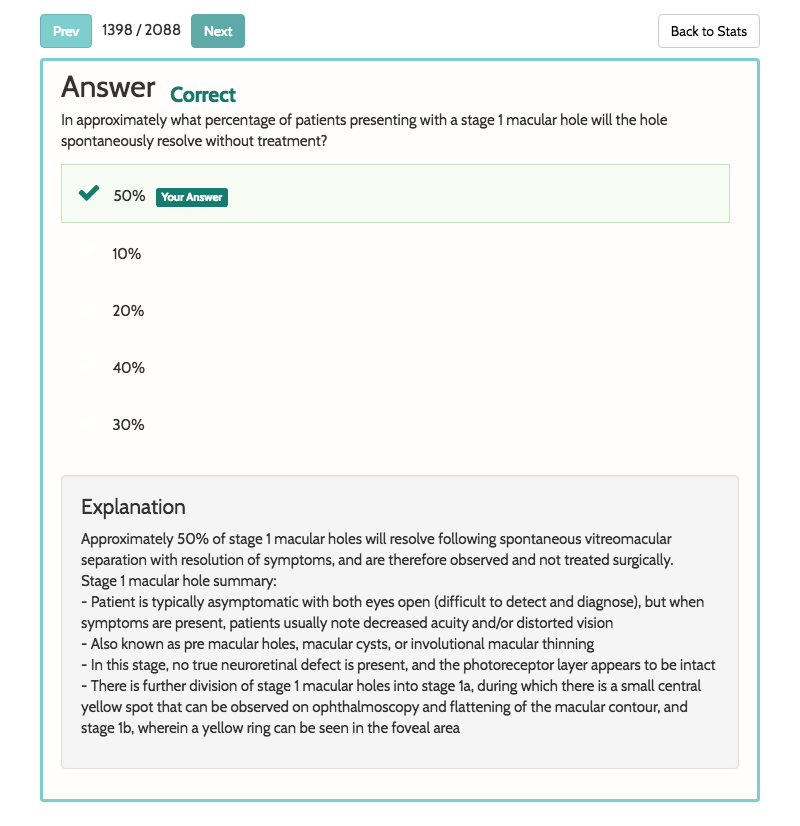 Prev 1398 / 2088 Next Back to Stats
Answer Correct
In approximately what percentage of patients presenting with a stage 1 macular hole will the hole
spontaneously resolve without treatment?
50% Your Answer
10%
20%
40%
30%
Explanation
Approximately 50% of stage 1 macular holes will resolve following spontaneous vitreomacular
separation with resolution of symptoms, and are therefore observed and not treated surgically.
Stage 1 macular hole summary:
- Patient is typically asymptomatic with both eyes open (difficult to detect and diagnose), but when
symptoms are present, patients usually note decreased acuity and/or distorted vision
- Also known as pre macular holes, macular cysts, or involutional macular thinning
- In this stage, no true neuroretinal defect is present, and the photoreceptor layer appears to be intact
- There is further division of stage 1 macular holes into stage 1a, during which there is a small central
yellow spot that can be observed on ophthalmoscopy and flattening of the macular contour, and
stage 1b, wherein a yellow ring can be seen in the foveal area